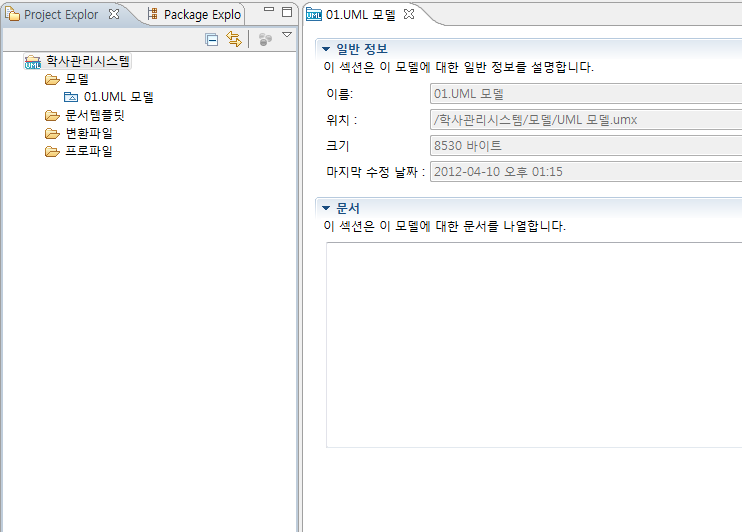 Project Explor
Package Explo
UML
학사관리시스템
모델
01.UML 모델
문서템플릿
변환파일
프로파일
UML
01.UML 모델
일반 정보
이 섹션은 이 모델에 대한 일반 정보를 설명합니다.
이름:
01.UML 모델
위치 :
/학사관리시스템/모델/UML 모델.umx
크기
8530 바이트
마지막 수정 날짜 :
2012-04-10 오후 01:15
문서
이 섹션은 이 모델에 대한 문서를 나열합니다.